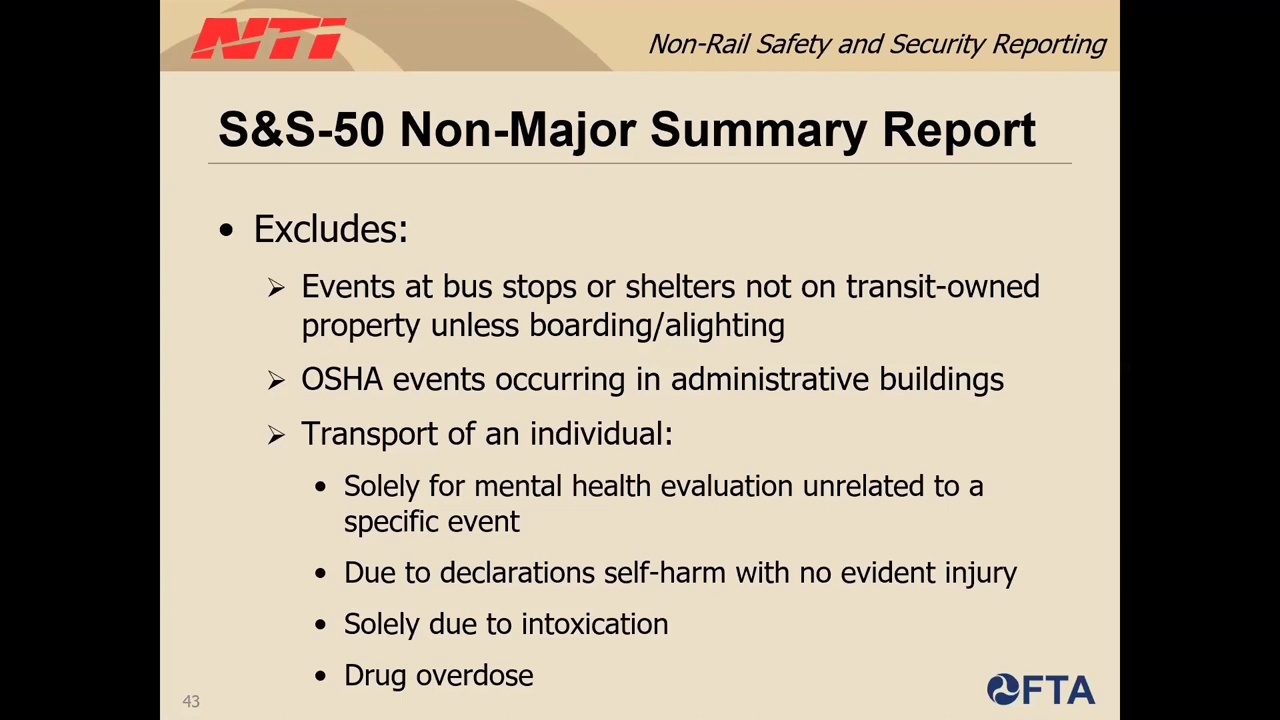 NTI
Non-Rail Safety and Security Reporting
S&S-50 Non-Major Summary Report
• Excludes:
➢ Events at bus stops or shelters not on transit-owned
property unless boarding/alighting
➢ OSHA events occurring in administrative buildings
➢ Transport of an individual:
• Solely for mental health evaluation unrelated to a
specific event
• Due to declarations self-harm with no evident injury
• Solely due to intoxication
• Drug overdose
43
FTA